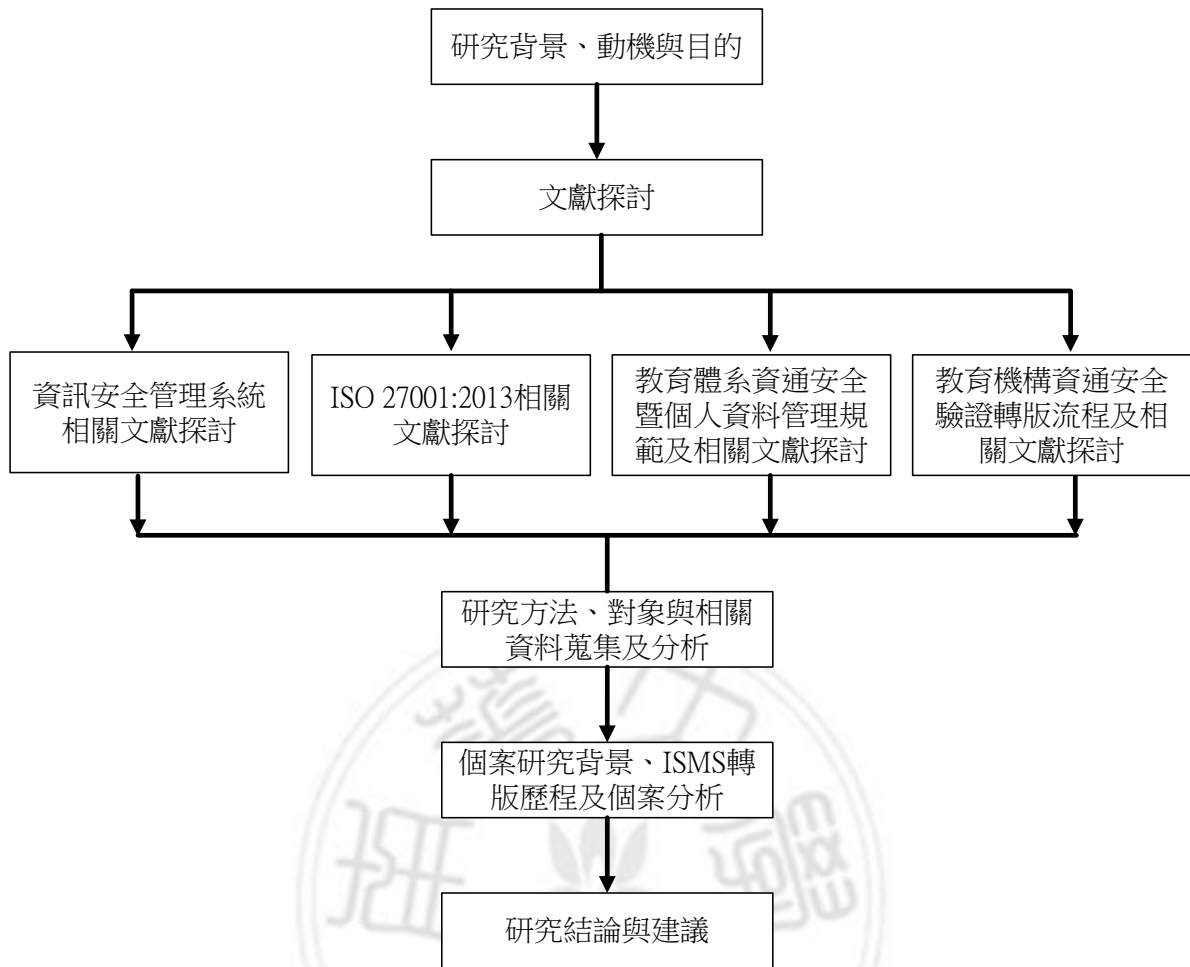 研究背景、動機與目的
文獻探討
資訊安全管理系統
相關文獻探討
ISO 27001:2013相關
文獻探討
教育體系資通安全
暨個人資料管理規
範及相關文獻探討
教育機構資通安全
驗證轉版流程及相
關文獻探討
研究方法、對象與相關
資料蒐集及分析
個案研究背景、ISMS轉
版歷程及個案分析
研究結論與建議